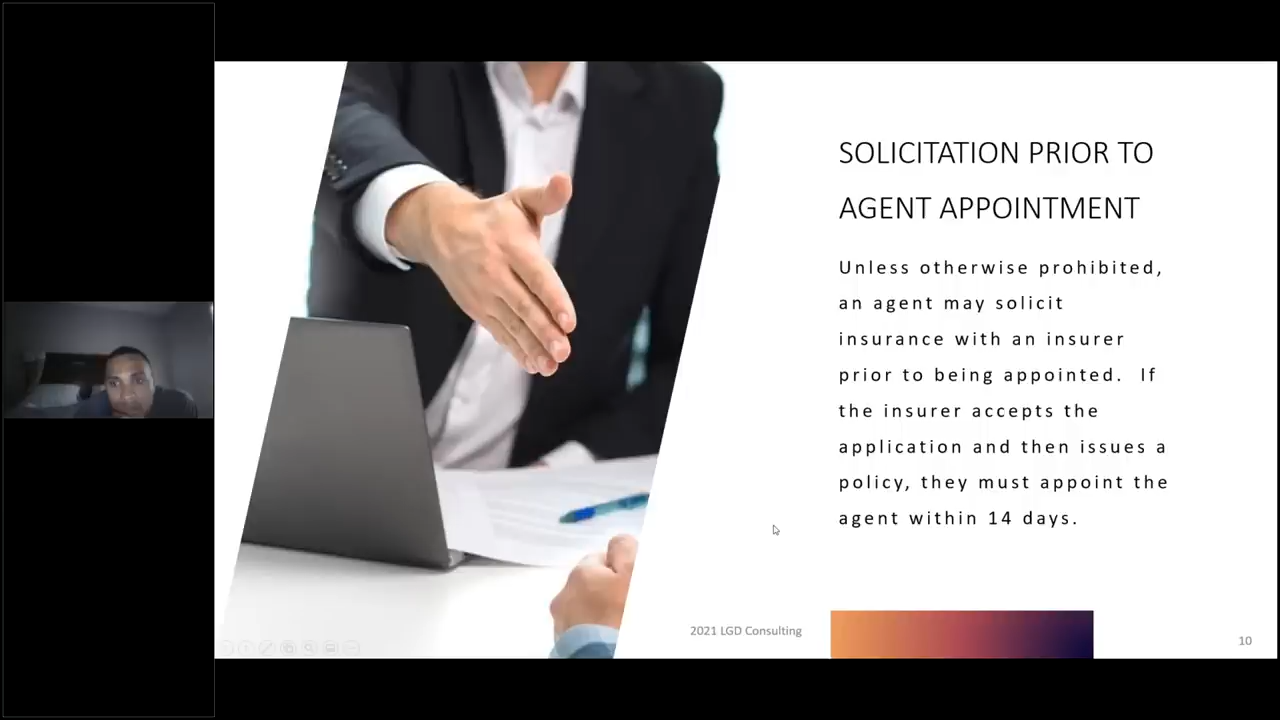 SOLICITATION PRIOR TO
AGENT APPOINTMENT
Unless otherwise prohibited,
an agent may solicit
insurance with an insurer
prior to being appointed. If
the insurer accepts the
application and then issues a
policy, they must appoint the
agent within 14 days.
2021 LGD Consulting
10